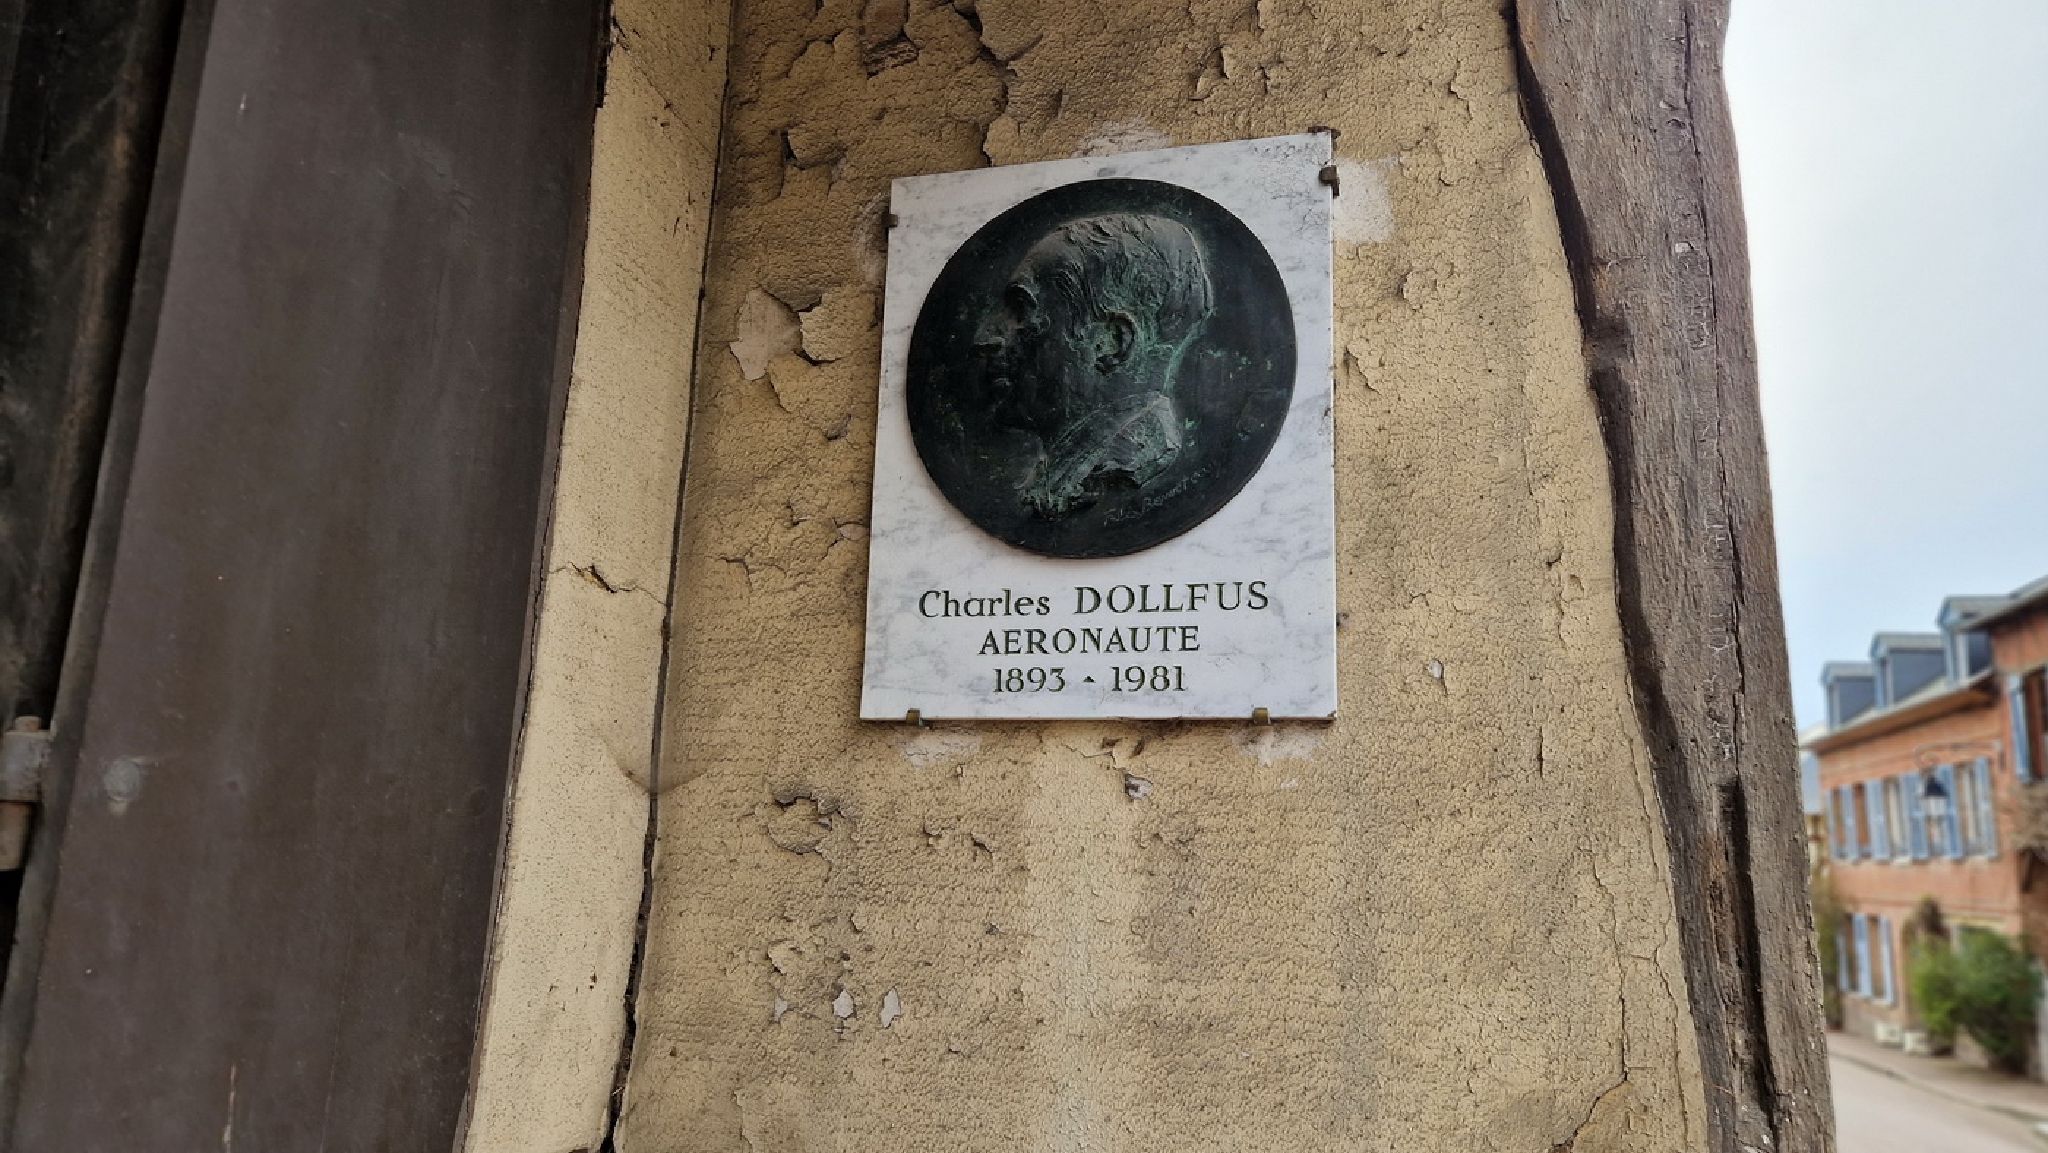 Charles DOLLFUS
AERONAUTE
1893 - 1981